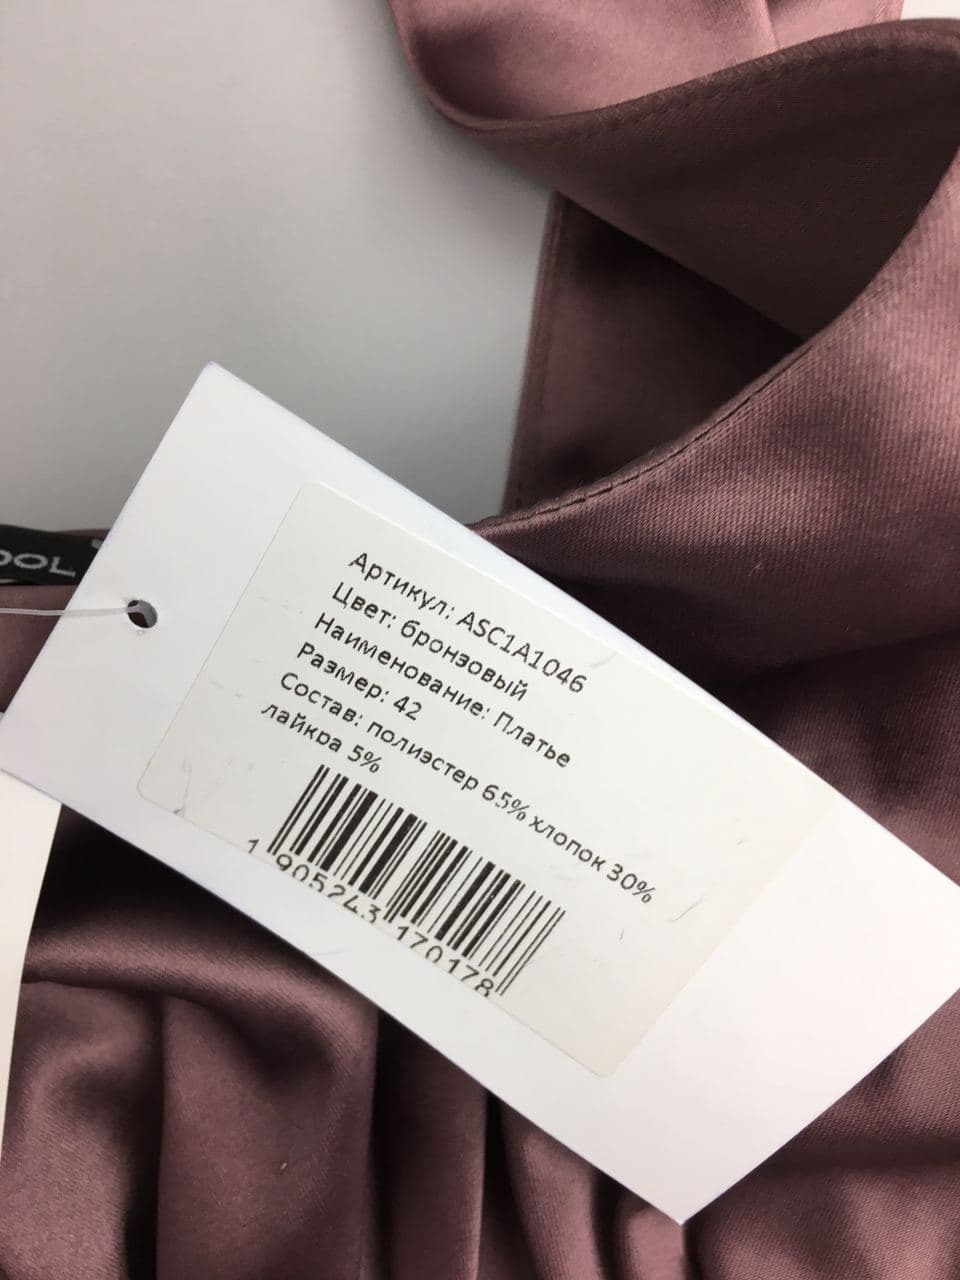 Артикул: ASC1A1046
Цвет: бронзовый
Наименование: Платье
Размер: 42
Состав: полиэстер 65% хлопок 30%
лайкра 5%
1 905243 170178